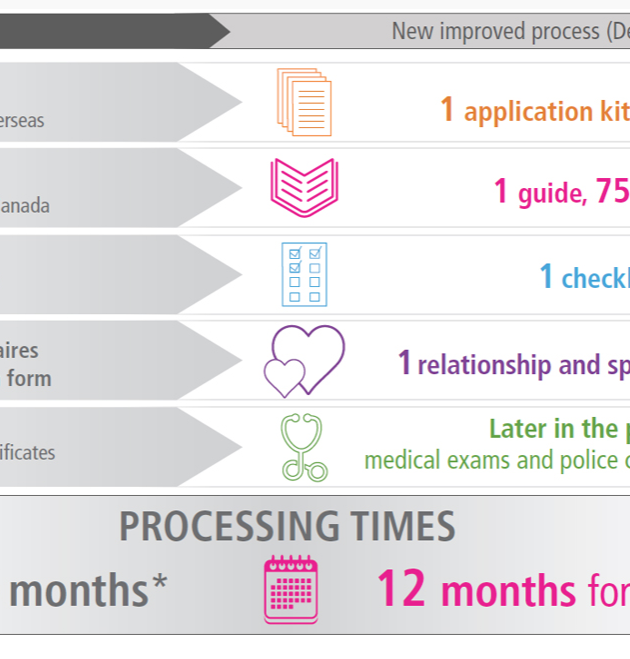 New improved process (De
erseas
1 application kit
anada
1 guide, 75
1 checkl
aires
form
1 relationship and sp
ificates
Later in the p
medical exams and police c
PROCESSING TIMES
months*
12 months for